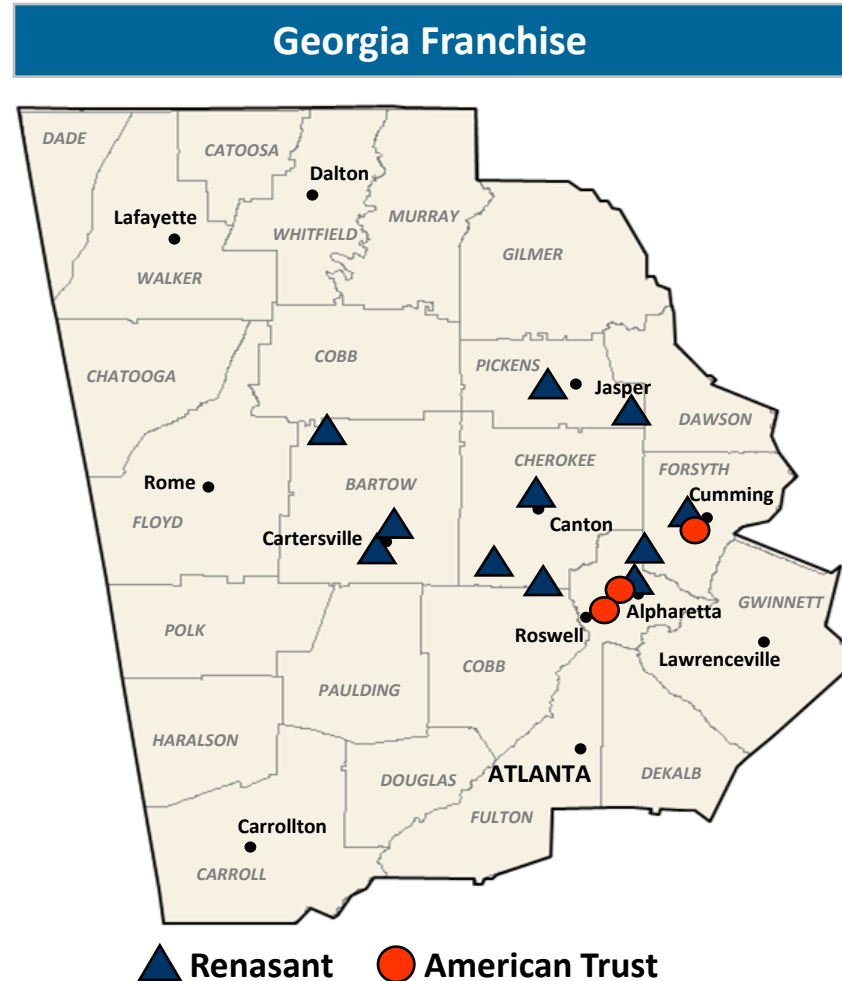 Georgia Franchise
DADE
CATOOSA
Dalton
Lafayette
MURRAY
WHITFIELD
GILMER
WALKER
COBB
PICKENS
CHATOOGA
Jasper
DAWSON
CHEROKEE
FORSYTH
Rome
BARTOW
Cumming
FLOYD
Cartersville
Canton
GWINNETT
Alpharetta
POLK
Roswell
Lawrenceville
COBB
PAULDING
HARALSON
ATLANTA
DEKALB
DOUGLAS
FULTON
Carrollton
CARROLL
Renasant American Trust